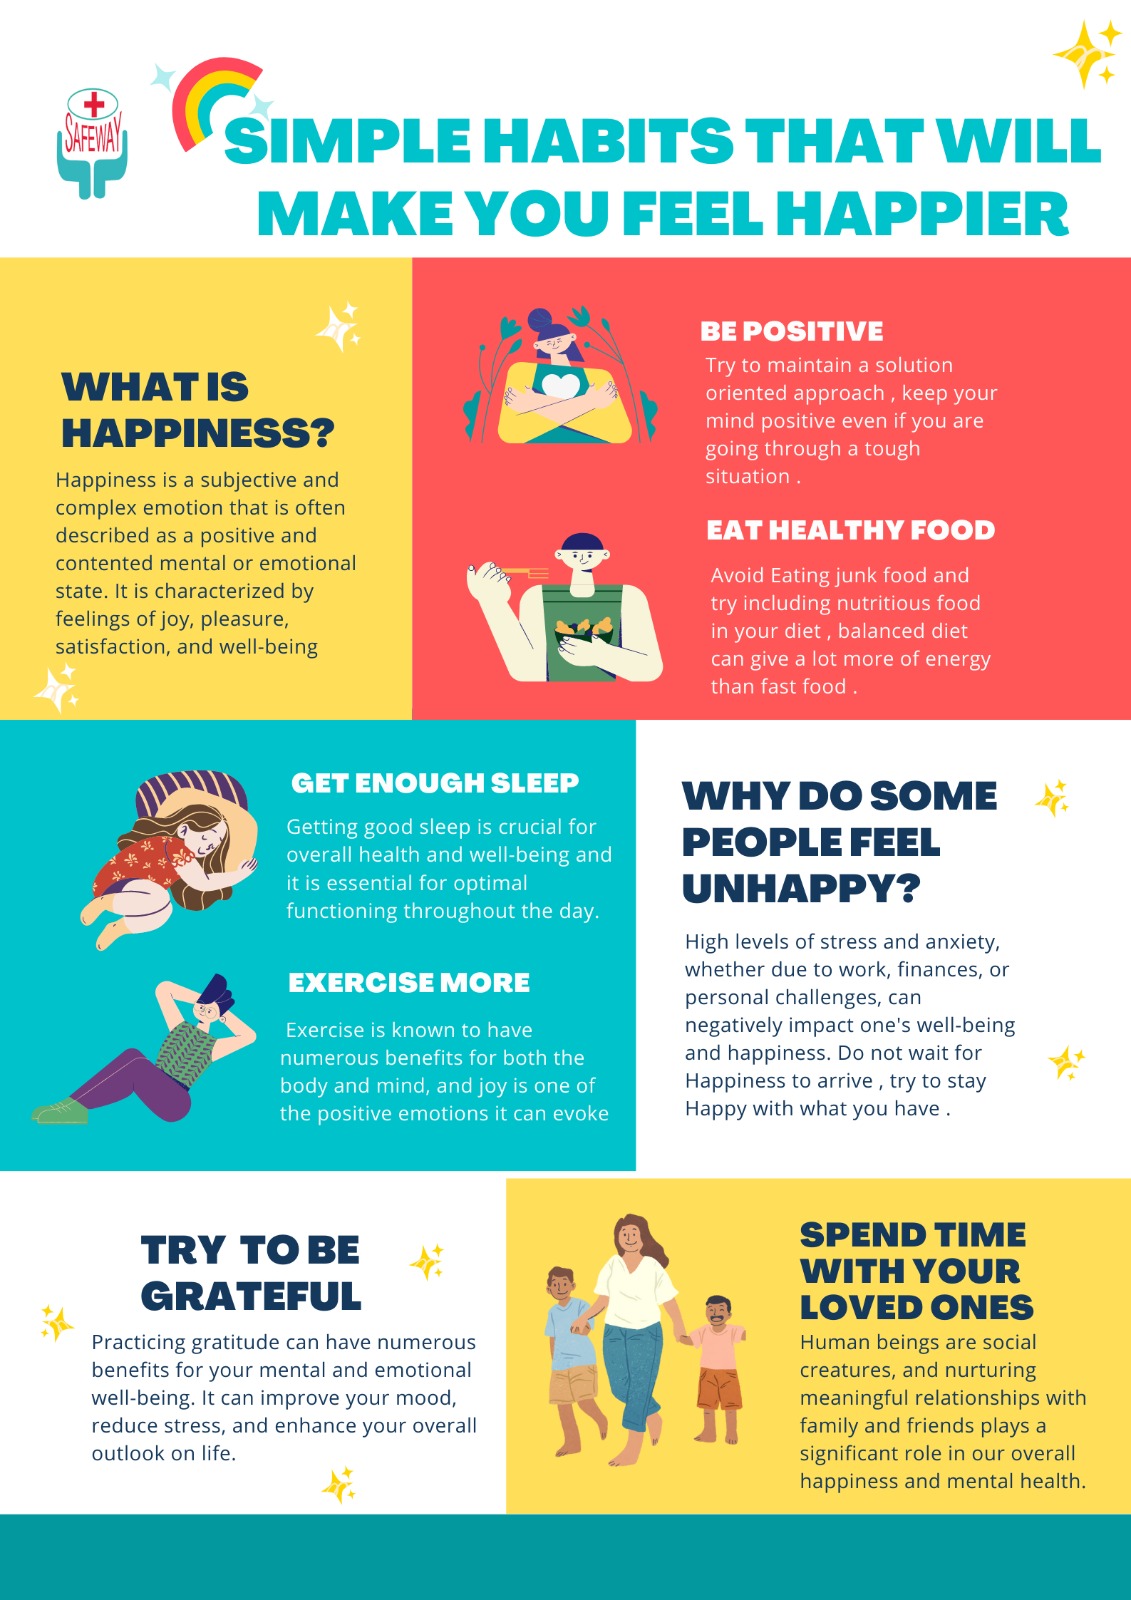 SAFEWAY
SIMPLE HABITS THAT WILL
MAKE YOU FEEL HAPPIER
WHAT IS
HAPPINESS?
Happiness is a subjective and
complex emotion that is often
described as a positive and
contented mental or emotional
state. It is characterized by
feelings of joy, pleasure,
satisfaction, and well-being
BE POSITIVE
Try to maintain a solution
oriented approach , keep your
mind positive even if you are
going through a tough
situation .
EAT HEALTHY FOOD
Avoid Eating junk food and
try including nutritious food
in your diet , balanced diet
can give a lot more of energy
than fast food .
GET ENOUGH SLEEP
Getting good sleep is crucial for
overall health and well-being and
it is essential for optimal
functioning throughout the day.
EXERCISE MORE
Exercise is known to have
numerous benefits for both the
body and mind, and joy is one of
the positive emotions it can evoke
WHY DO SOME
PEOPLE FEEL
UNHAPPY?
High levels of stress and anxiety,
whether due to work, finances, or
personal challenges, can
negatively impact one's well-being
and happiness. Do not wait for
Happiness to arrive , try to stay
Happy with what you have .
TRY TO BE
GRATEFUL
Practicing gratitude can have numerous
benefits for your mental and emotional
well-being. It can improve your mood,
reduce stress, and enhance your overall
outlook on life.
SPEND TIME
WITH YOUR
LOVED ONES
Human beings are social
creatures, and nurturing
meaningful relationships with
family and friends plays a
significant role in our overall
happiness and mental health.